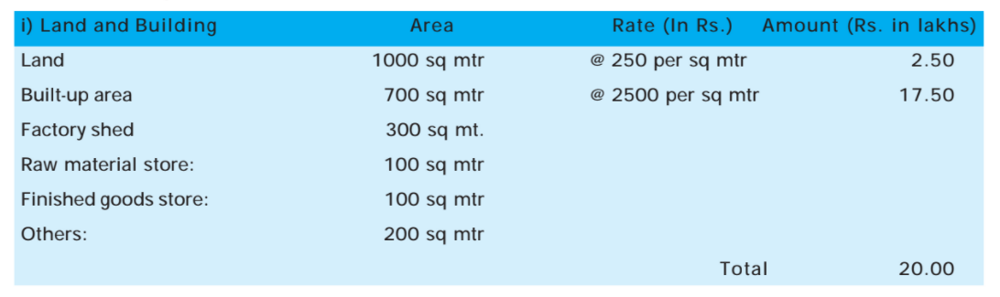 i) Land and Building Area Rate (In Rs.) Amount (Rs. in lakhs)
Land 1000 sq mtr @ 250 per sq mtr 2.50
Built-up area 700 sq mtr @ 2500 per sq mtr 17.50
Factory shed 300 sq mt.
Raw material store: 100 sq mtr
Finished goods store: 100 sq mtr
Others: 200 sq mtr
Total 20.00